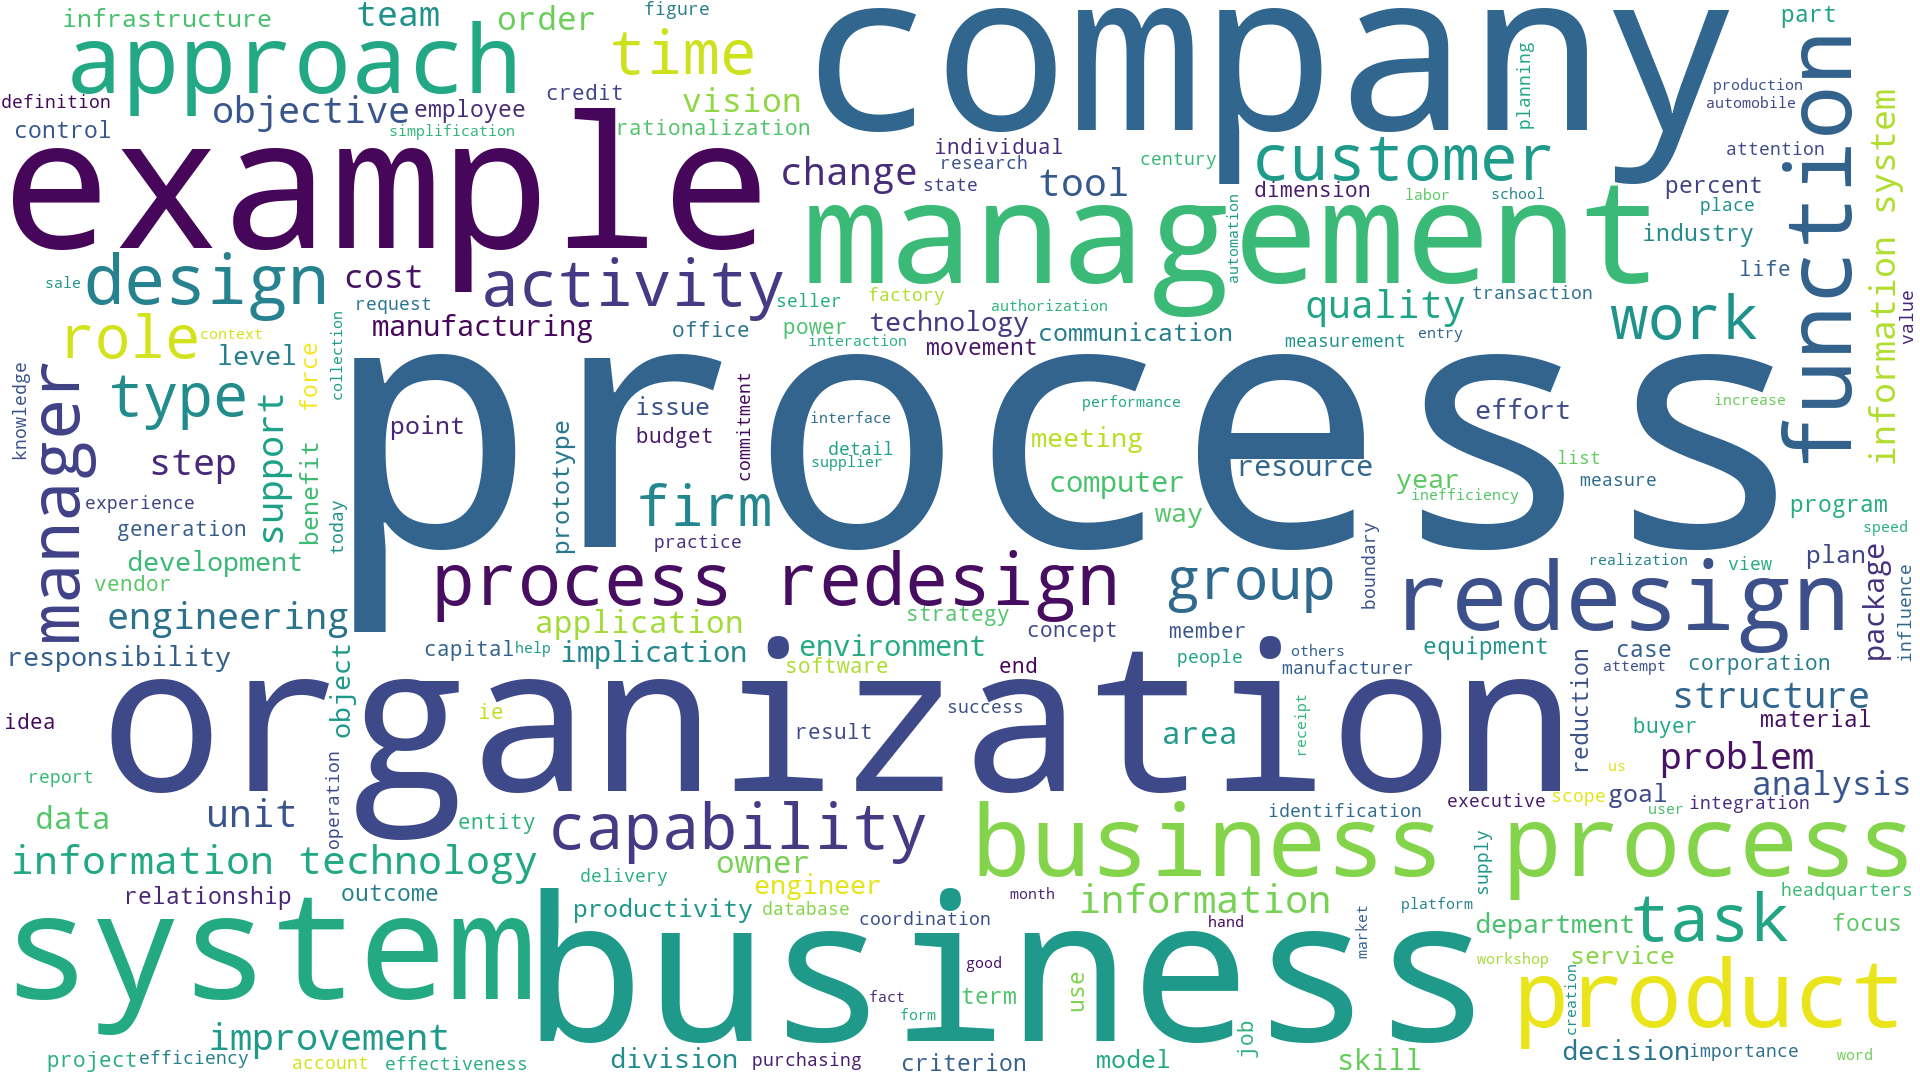 infrastructure
team
order
figure
company
part
approach
time
function
definition
objective
employee
credit
vision
planning
production
automobile
information system
control
simplification
rationalization
example
individual
research
century
customer
attention
change
state
tool
dimension
labor
school
percent
place
management
automation
industry
sale
design
cost
activity
life
request
seller
factory
authorization
quality
transaction
value
role
context
manufacturing
office
power
technology
communication
work
level
interaction
movement
measurement
entry
knowledge
manager
type
force
collection
process
point
issue
budget
commitment
interface
detail
supplier
performance
meeting
effort
increase
step
support
resource
computer
year
list
measure
inefficiency
experience
benefit
today
prototype
firm
way
program
generation
practice
speed
development
boundary
realization
view
plan
package
influence
vendor
process redesign
group
redesign
engineering
application
strategy
concept
member
responsibility
object
capital
help
implication
environment
people
others
equipment
case
software
end
manufacturer
reduction
attempt
corporation
structure
idea
ie
organization
success
result
area
receipt
buyer
material
problem
report
operation
us
analysis
data
unit
entity
capability
identification
executive
scope
goal
integration
user
information technology
owner
business process
supply
relationship
outcome
delivery
engineer
month
information
headquarters
system
productivity
database
coordination
hand
market
platform
department
task
focus
business
good
workshop
service
fact
term
use
creation
product
form
improvement
job
project
efficiency
account
effectiveness
division
purchasing
criterion
model
skill
decision
importance
word